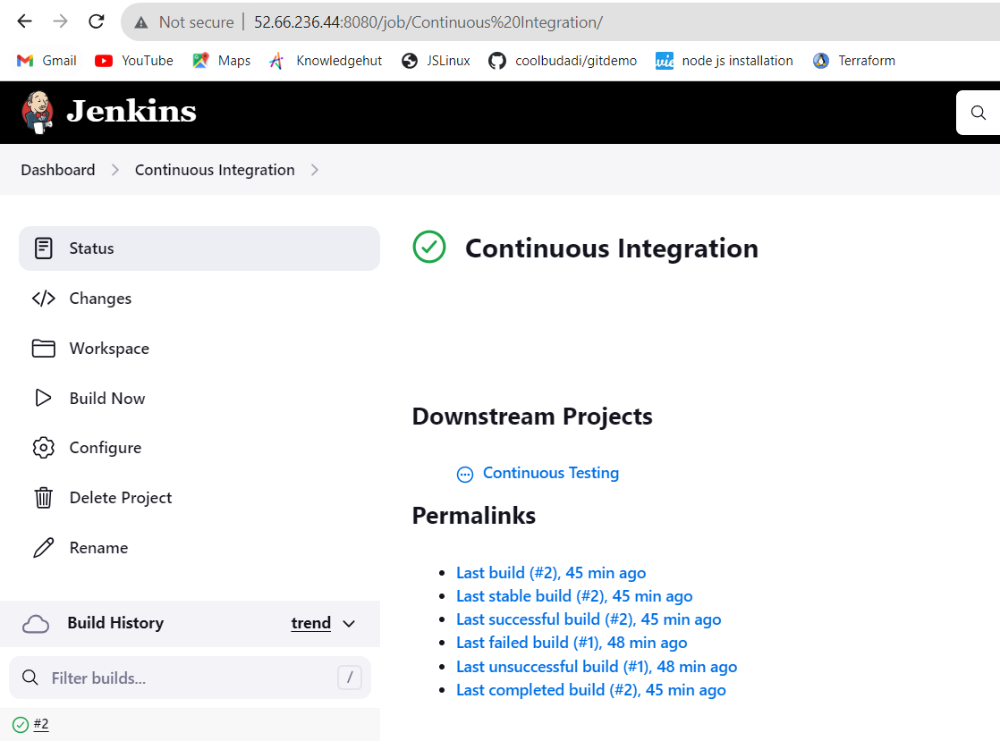 Not secure | 52.66.236.44:8080/job/Continuous%20Integration/
Gmail YouTube Maps Knowledgehut JSLinux coolbudadi/gitdemo node js installation Terraform
Jenkins
Dashboard Continuous Integration
Status
Changes
Workspace
Build Now
Configure
Delete Project
Rename
Build History trend
Filter builds... /
#2
Continuous Integration
Downstream Projects
Continuous Testing
Permalinks
Last build (#2), 45 min ago
Last stable build (#2), 45 min ago
Last successful build (#2), 45 min ago
Last failed build (#1), 48 min ago
Last unsuccessful build (#1), 48 min ago
Last completed build (#2), 45 min ago